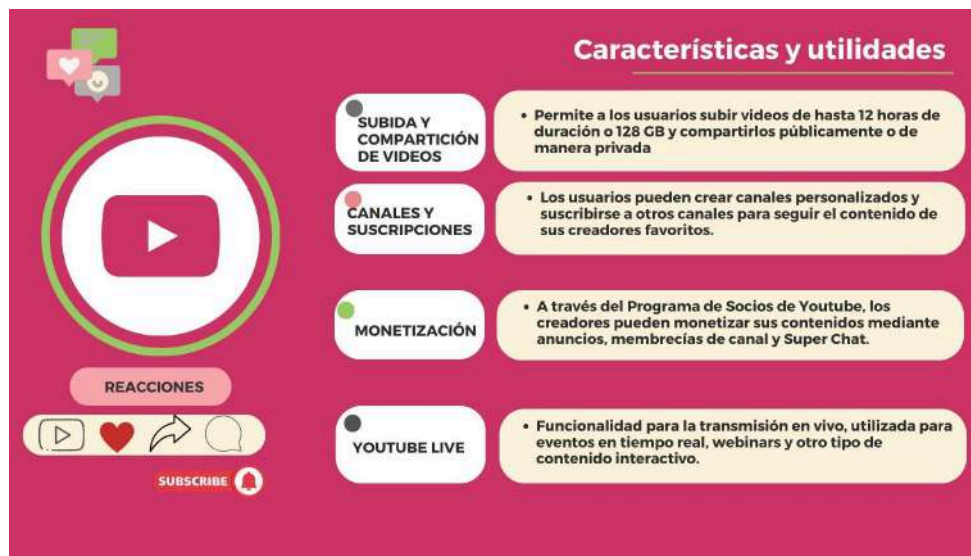 Características y utilidades
SUBIDA Y
COMPARTICIÓN
DE VIDEOS
• Permite a los usuarios subir videos de hasta 12 horas de
duración o 128 GB y compartirlos públicamente o de
manera privada
CANALES Y
SUSCRIPCIONES
• Los usuarios pueden crear canales personalizados y
suscribirse a otros canales para seguir el contenido de
sus creadores favoritos.
MONETIZACIÓN
• A través del Programa de Socios de Youtube, los
creadores pueden monetizar sus contenidos mediante
anuncios, membrecías de canal y Super Chat.
YOUTUBE LIVE
• Funcionalidad para la transmisión en vivo, utilizada para
eventos en tiempo real, webinars y otro tipo de
contenido interactivo.
REACCIONES
SUBSCRIBE